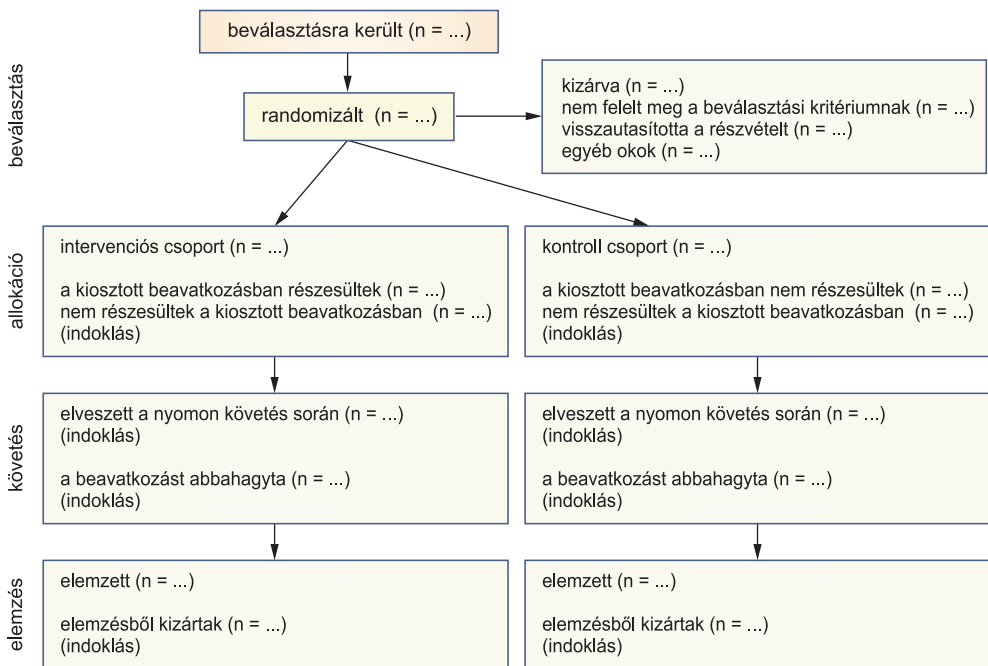 beválasztásra került (n = ...)
beválasztás
randomizált (n = ...)
kizárva (n = ...)
nem felelt meg a beválasztási kritériumnak (n = ...)
visszautasította a részvételt (n = ...)
egyéb okok (n = ...)
allokáció
intervenciós csoport (n = ...)
a kiosztott beavatkozásban részesültek (n = ...)
nem részesültek a kiosztott beavatkozásban (n = ...)
(indoklás)
kontroll csoport (n = ...)
a kiosztott beavatkozásban nem részesültek (n = ...)
nem részesültek a kiosztott beavatkozásban (n = ...)
(indoklás)
követés
elveszett a nyomon követés során (n = ...)
(indoklás)
a beavatkozást abbahagyta (n = ...)
(indoklás)
elveszett a nyomon követés során (n = ...)
(indoklás)
a beavatkozást abbahagyta (n = ...)
(indoklás)
elemzés
elemzett (n = ...)
elemzésből kizártak (n = ...)
(indoklás)
elemzett (n = ...)
elemzésből kizártak (n = ...)
(indoklás)